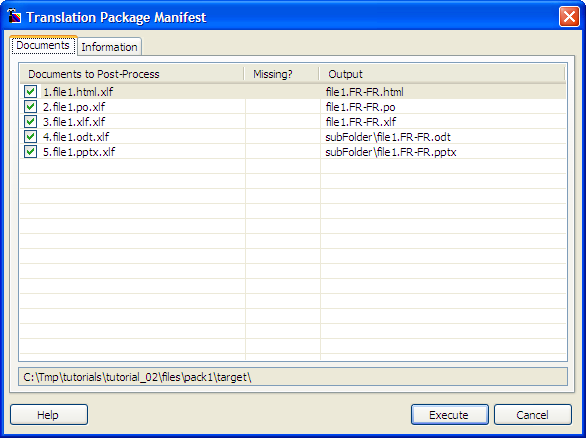 Translation Package Manifest
Documents Information
Documents to Post-Process Missing? Output
1.file1.html.xlf file1.FR-FR.html
2.file1.po.xlf file1.FR-FR.po
3.file1.xlf.xlf file1.FR-FR.xlf
4.file1.odt.xlf subFolder\file1.FR-FR.odt
5.file1.pptx.xlf subFolder\file1.FR-FR.pptx
C:\Tmp\tutorials\tutorial_02\files\pack1\target\
Help Execute Cancel